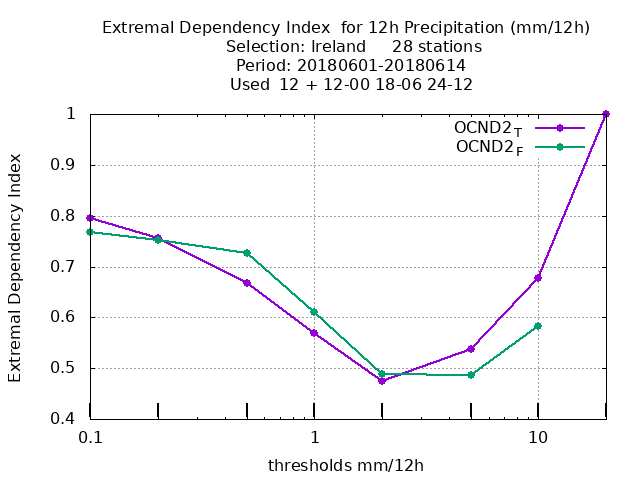 Extremal Dependency Index  for 12h Precipitation (mm/12h)
Selection: Ireland     28 stations
Period: 20180601-20180614
Used  12 + 12-00 18-06 24-12
OCND2T
OCND2F
1
0.9
0.8
0.7
0.6
0.5
0.4
Extremal Dependency Index
0.1
1
10
thresholds mm/12h